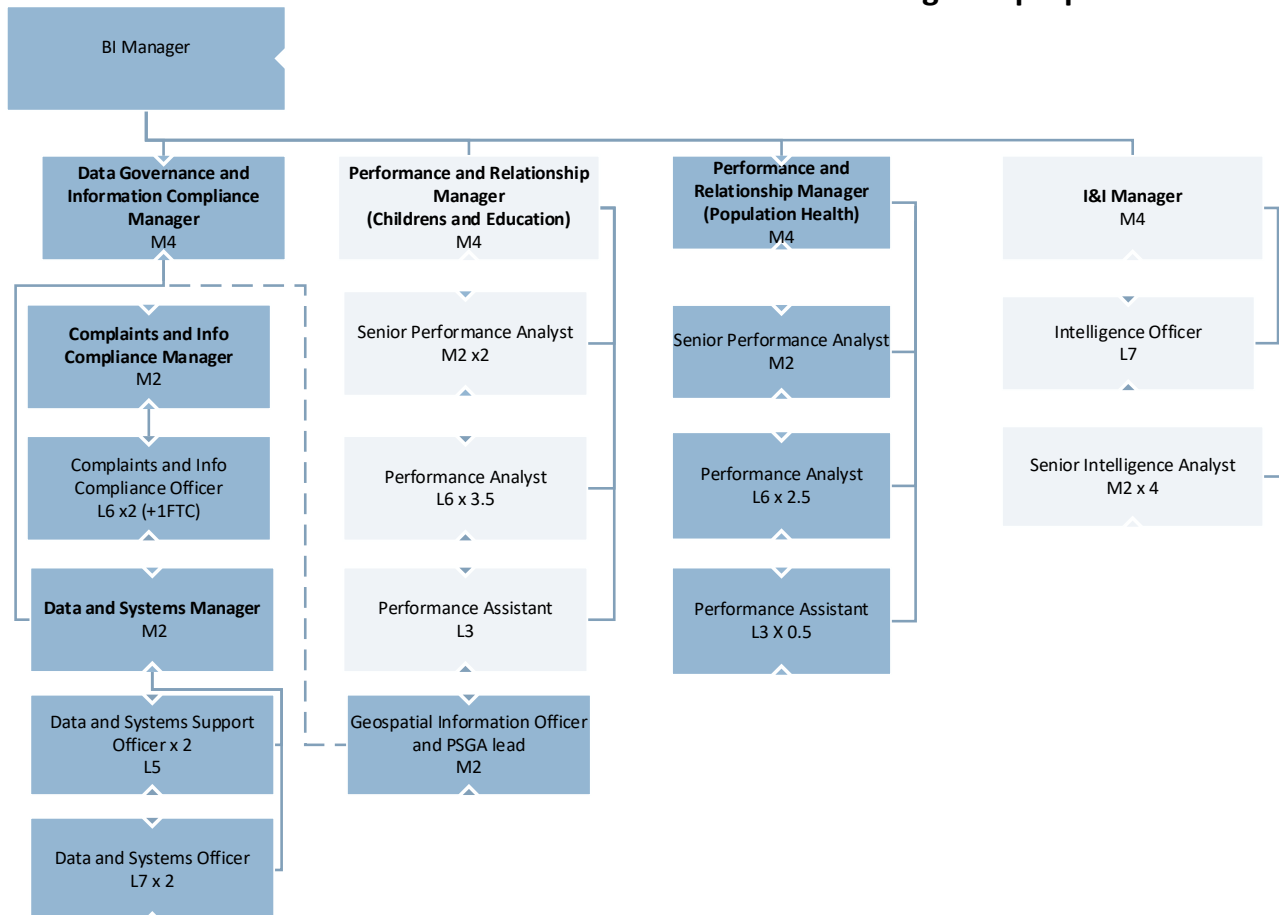 BI Manager
Data Governance and
Information Compliance
Manager
M4
Performance and Relationship
Manager
(Childrens and Education)
M4
Performance and
Relationship Manager
(Population Health)
M4
I&I Manager
M4
Complaints and Info
Compliance Manager
M2
Senior Performance Analyst
M2 x2
Senior Performance Analyst
M2
Intelligence Officer
L7
Complaints and Info
Compliance Officer
L6 x2 (+1FTC)
Performance Analyst
L6 x 3.5
Performance Analyst
L6 x 2.5
Senior Intelligence Analyst
M2 x 4
Data and Systems Manager
M2
Performance Assistant
L3
Performance Assistant
L3 X 0.5
Data and Systems Support
Officer x 2
L5
Geospatial Information Officer
and PSGA lead
M2
Data and Systems Officer
L7 x 2